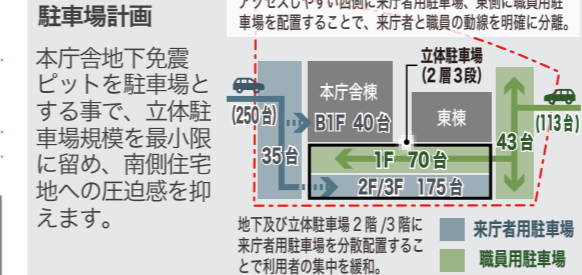 駐車場計画
アクセスしやすい西側に来庁者用駐車場、東側に職員用駐
車場を配置することで、来庁者と職員の動線を明確に分離。
本庁舎地下免震
ピットを駐車場と
する事で、立体駐
車場規模を最小限
に留め、南側住宅
地への圧迫感を抑
えます。
立体駐車場
(2層3段)
本庁舎棟
東棟
(250台)
B1F 40台
(113台)
35台
43台
1F 70台
2F/3F 175台
地下及び立体駐車場2階/3階に
来庁者用駐車場を分散配置するこ
とで利用者の集中を緩和。
来庁者用駐車場
職員用駐車場